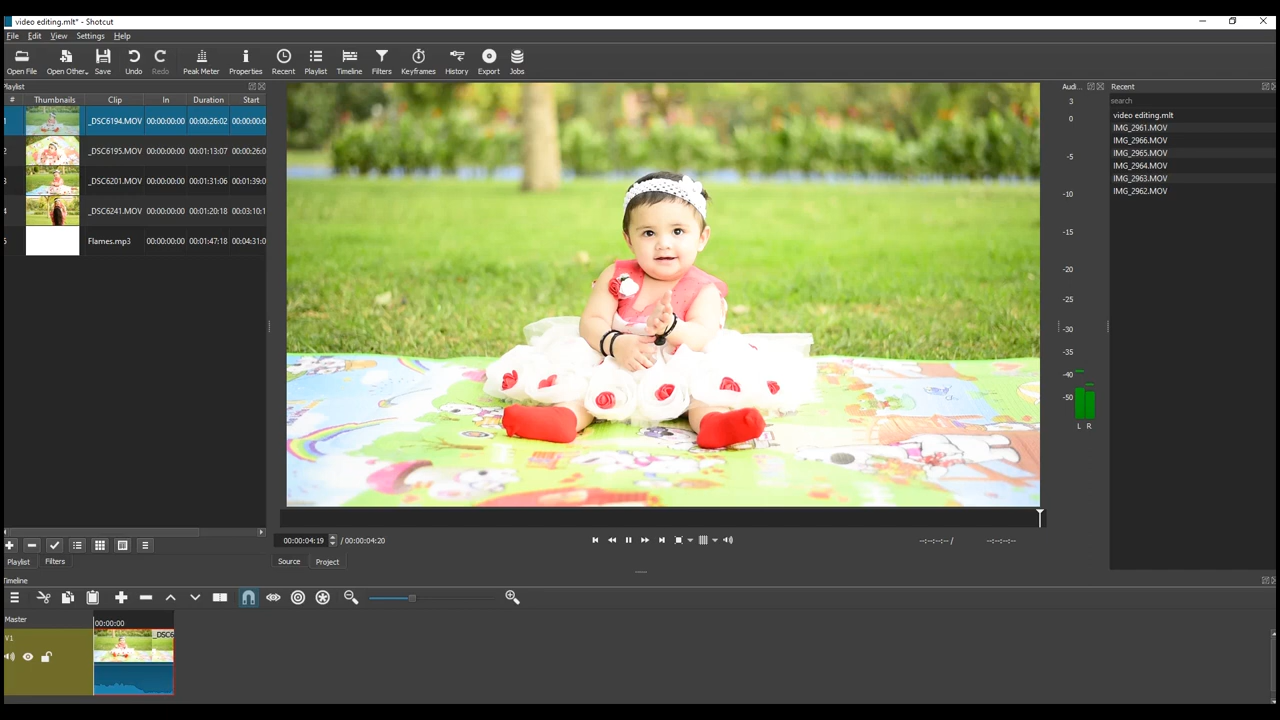 video editing.mlt* - Shotcut
File Edit View Settings Help
Open File Open Other.. Save Undo Redo Peak Meter Properties Recent Playlist Timeline Filters Keyframes History Export Jobs
Playlist
# Thumbnails Clip In Duration Start
1 _DSC6194.MOV 00:00:00:00 00:00:26:02 00:00:00:0
2 _DSC6195.MOV 00:00:00:00 00:01:13:07 00:00:26:0
3 _DSC6201.MOV 00:00:00:00 00:01:31:06 00:01:39:0
4 _DSC6241.MOV 00:00:00:00 00:01:20:18 00:03:10:1
5 Flames.mp3 00:00:00:00 00:01:47:18 00:04:31:0
Playlist Filters
00:00:04:19 / 00:00:04:20
--:--:--:-- / --:--:--:--
Source Project
Audi...
3
0
-5
-10
-15
-20
-25
-30
-35
-40
-50
L R
Recent
search
video editing.mlt
IMG_2961.MOV
IMG_2966.MOV
IMG_2965.MOV
IMG_2964.MOV
IMG_2963.MOV
IMG_2962.MOV
Timeline
Master
00:00:00
V1
_DSC6